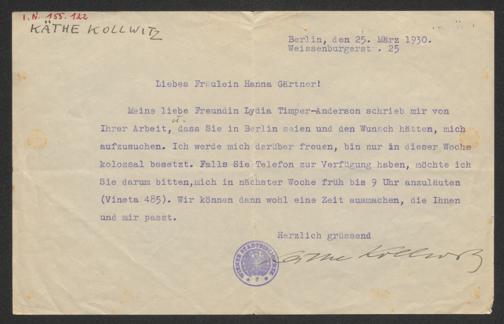 I.N. 155.122
KÄTHE KOLLWITZ
Berlin, den 25. März 1930.
Weissenburgerstr. 25
Liebes Fräulein Hanna Gärtner!
Meine liebe Freundin Lydia Timper-Anderson schrieb mir von
u.
Ihrer Arbeit, dass Sie in Berlin seien und den Wunsch hätten, mich
aufzusuchen. Ich werde mich darüber freuen, bin nur in dieser Woche
kolossal besetzt. Falls Sie Telefon zur Verfügung haben, möchte ich
Sie darum bitten,mich in nächster Woche früh bis 9 Uhr anzuläuten
(Vineta 485). Wir können dann wohl eine Zeit ausmachen, die Ihnen
und mir passt.
Herzlich grüssend
Käthe Kollwitz
WIENER STADTBIBLIOTHEK